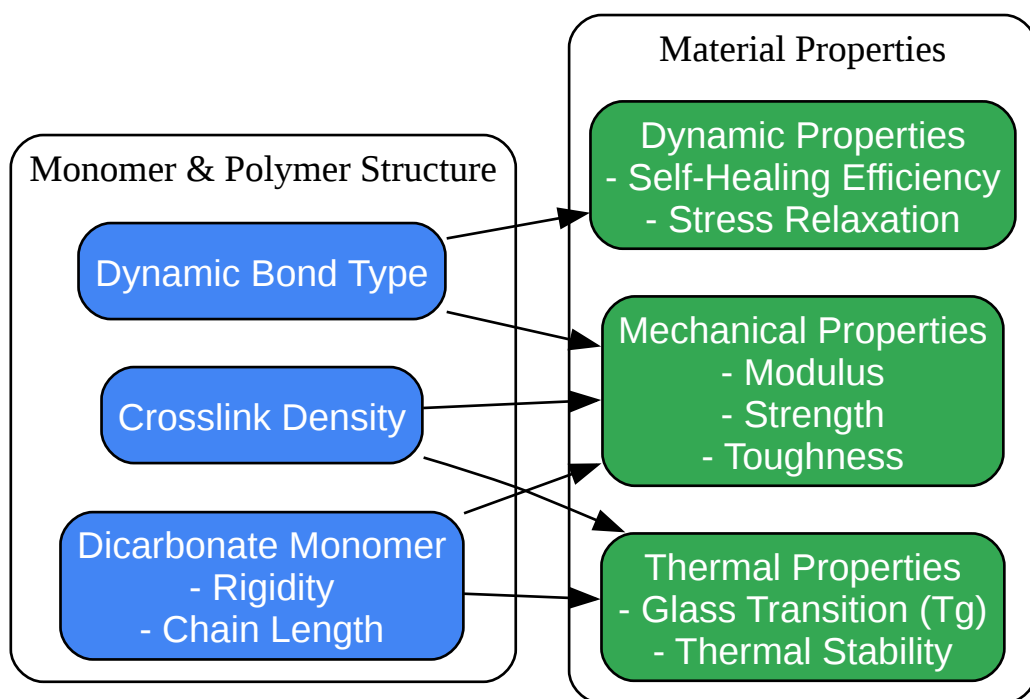 Monomer & Polymer Structure
Dynamic Bond Type
Crosslink Density
Dicarbonate Monomer
- Rigidity
- Chain Length
Material Properties
Dynamic Properties
- Self-Healing Efficiency
- Stress Relaxation
Mechanical Properties
- Modulus
- Strength
- Toughness
Thermal Properties
- Glass Transition (Tg)
- Thermal Stability